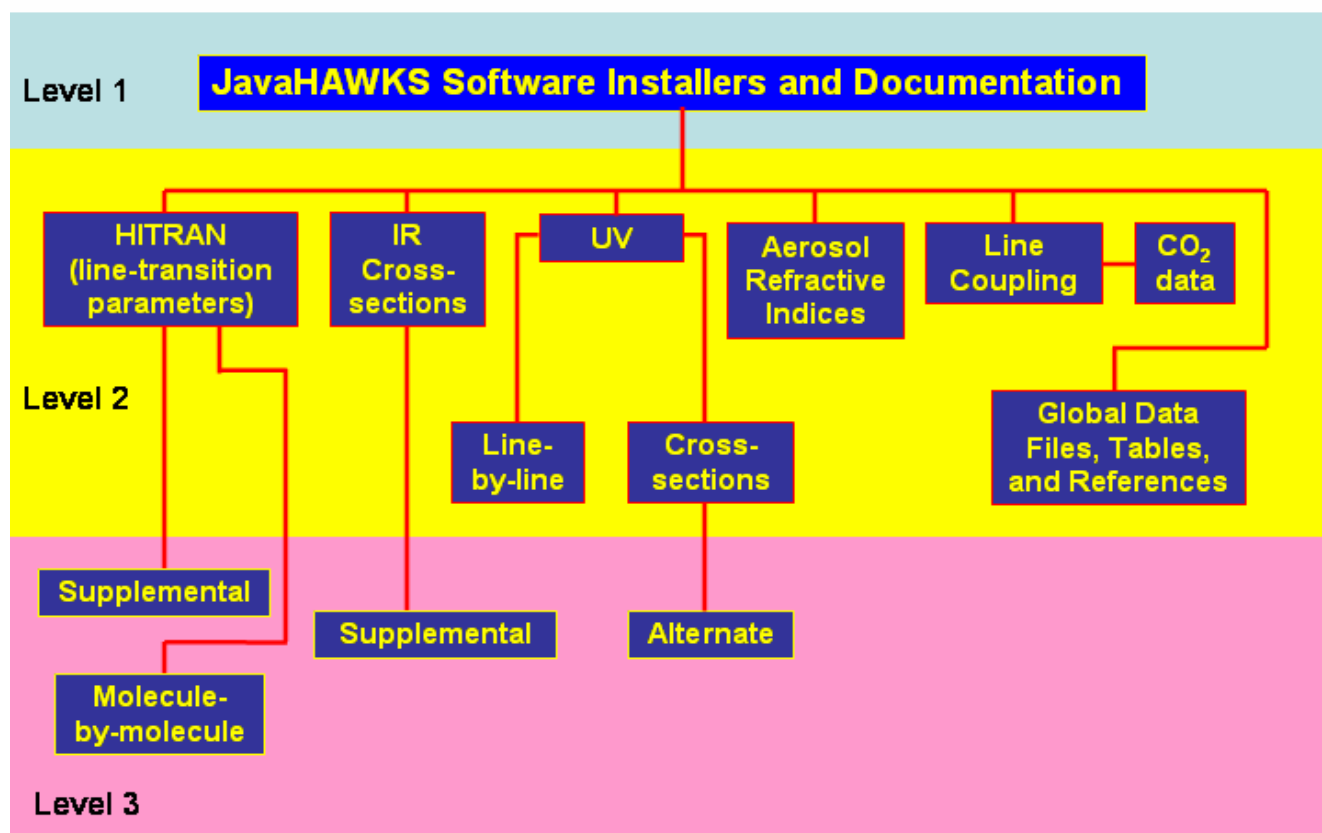 Level 1
JavaHAWKS Software Installers and Documentation
HITRAN
(line-transition
parameters)
IR
Cross-
sections
UV
Aerosol
Refractive
Indices
Line
Coupling
CO₂
data
Level 2
Line-
by-line
Cross-
sections
Global Data
Files, Tables,
and References
Supplemental
Supplemental
Alternate
Molecule-
by-molecule
Level 3